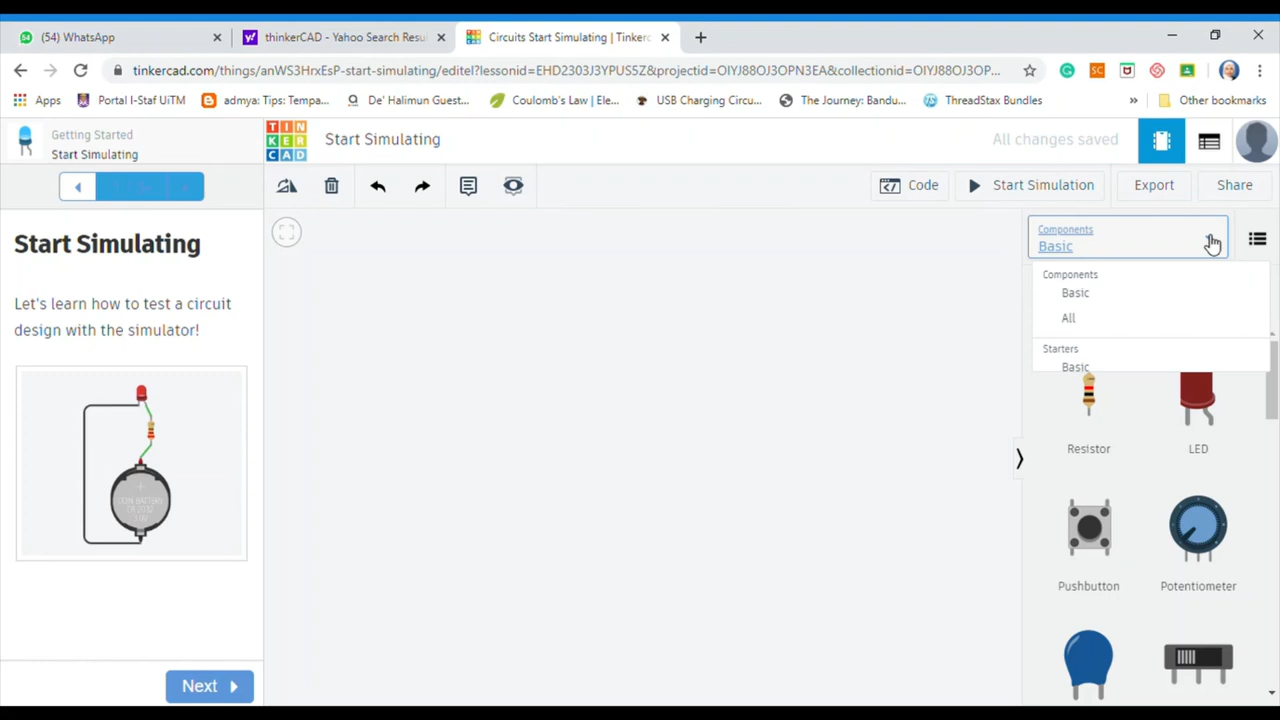 (54) WhatsApp
thinkerCAD - Yahoo Search Resu
Circuits Start Simulating | Tinkerc
tinkercad.com/things/anWS3HrxEsP-start-simulating/editel?lessonid=EHD2303J3YPUS5Z&projectid=OIYJ88OJ3OPN3EA&collectionid=OIYJ88OJ3OP...
Apps
Portal I-Staf UiTM
admya: Tips: Tempa...
De' Halimun Guest...
Coulomb's Law | Ele...
USB Charging Circu...
The Journey: Bandu...
ThreadStax Bundles
Other bookmarks
Getting Started
Start Simulating
TIN
KER
CAD
Start Simulating
All changes saved
Code
Start Simulation
Export
Share
Start Simulating
Let's learn how to test a circuit
design with the simulator!
COIN BATTERY
CR 2032
Next
Components
Basic
Components
Basic
All
Starters
Basic
Resistor
LED
Pushbutton
Potentiometer